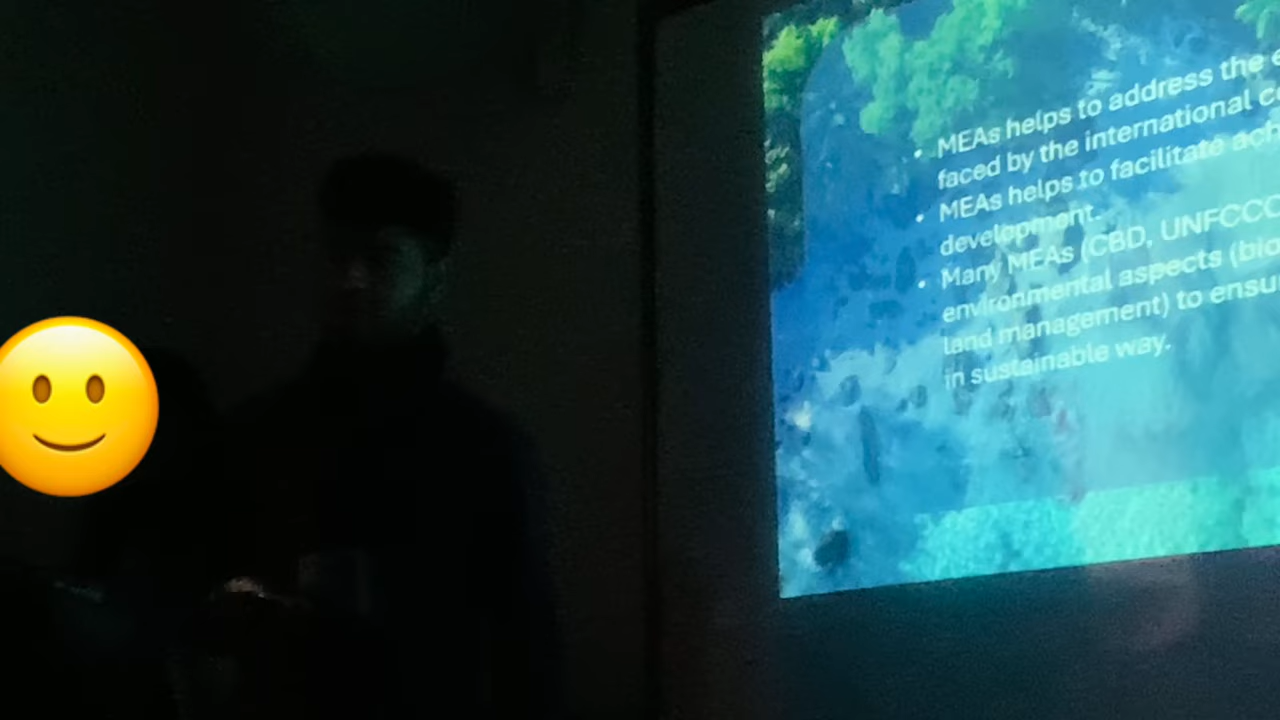 • MEAs helps to address the
faced by the international
• MEAs helps to facilitate
development.
• Many MEAs (CBD, UNFCCC
environmental aspects
land management) to
in sustainable way.